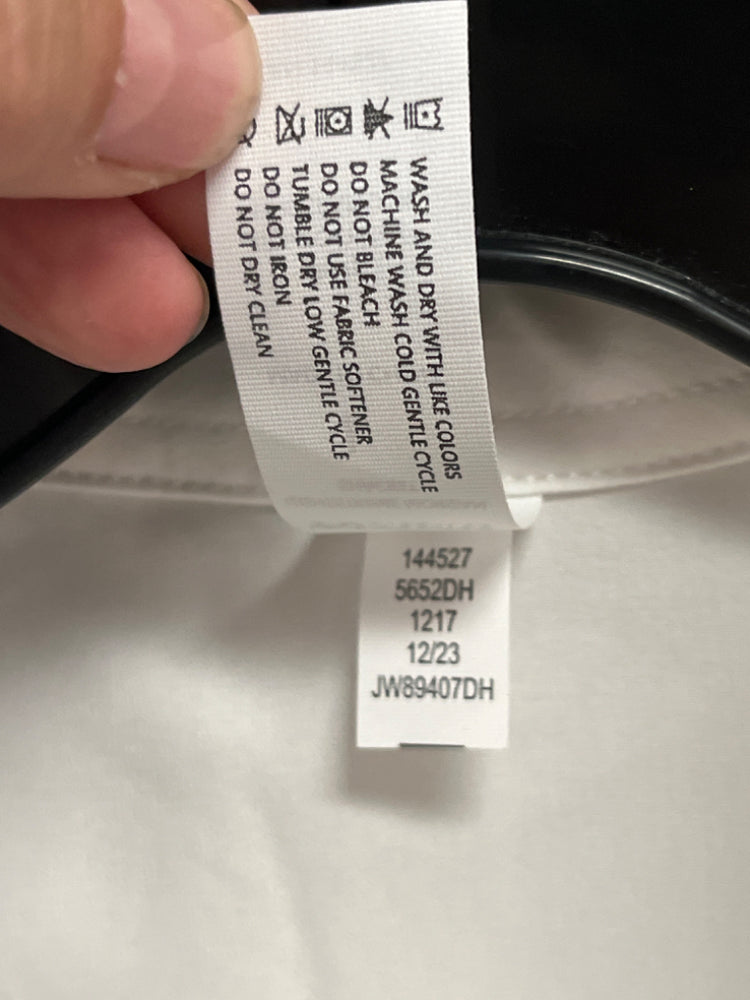 WASH AND DRY WITH LIKE COLORS
MACHINE WASH COLD GENTLE CYCLE
DO NOT BLEACH
DO NOT USE FABRIC SOFTENER
TUMBLE DRY LOW GENTLE CYCLE
DO NOT IRON
DO NOT DRY CLEAN
144527
5652DH
1217
12/23
JW89407DH